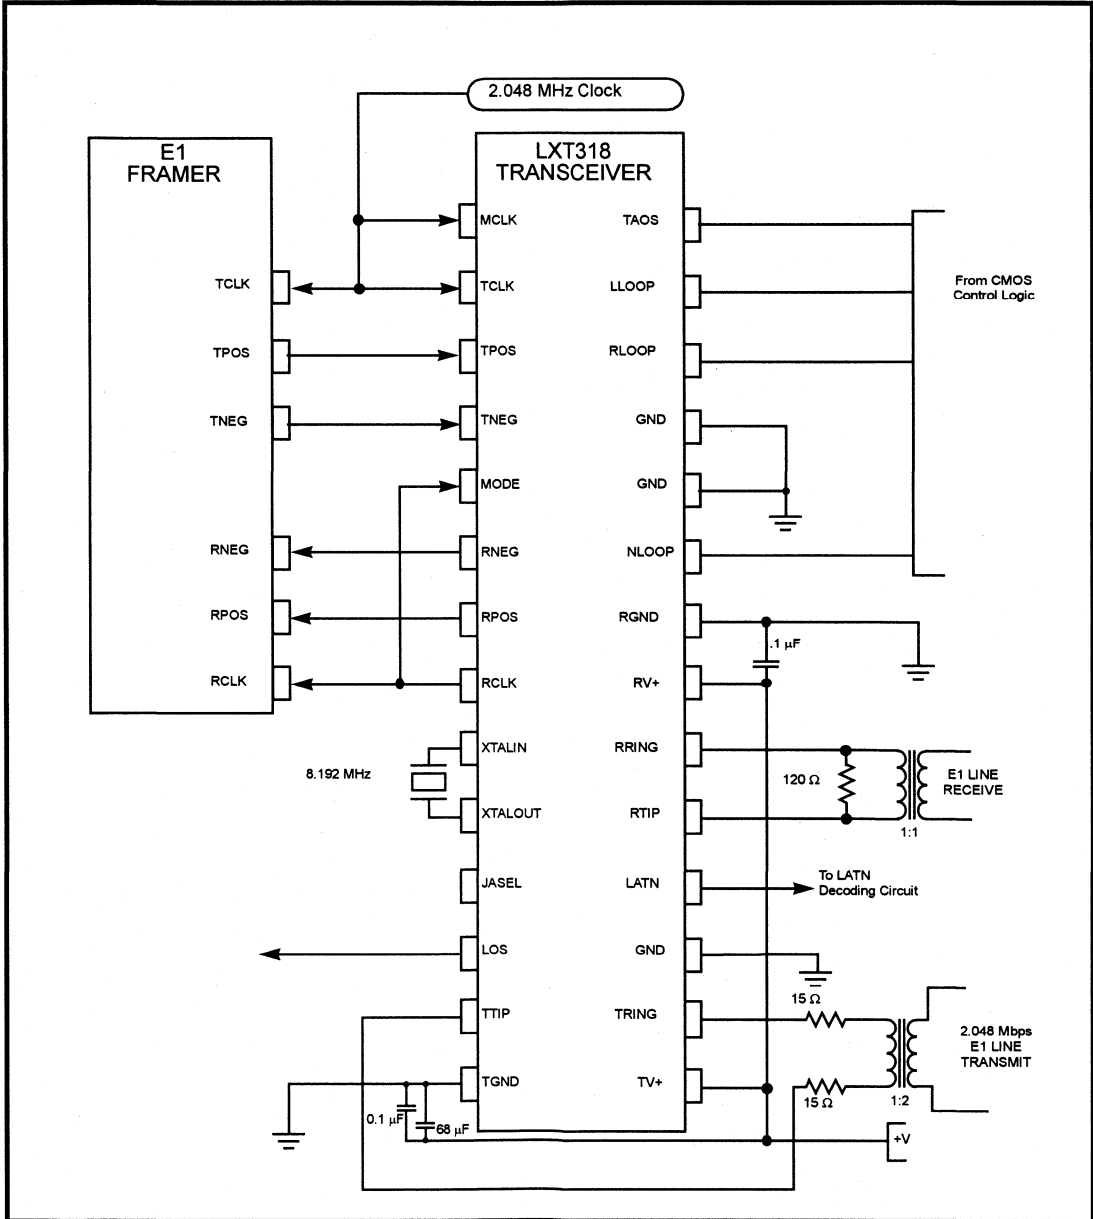 2.048 MHz Clock
E1
FRAMER
TCLK
TPOS
TNEG
RNEG
RPOS
RCLK
LXT318
TRANSCEIVER
MCLK
TCLK
TPOS
TNEG
MODE
RNEG
RPOS
RCLK
XTALIN
XTALOUT
JASEL
LOS
TTIP
TGND
TAOS
LLOOP
RLOOP
GND
GND
NLOOP
RGND
RV+
RRING
RTIP
LATN
GND
TRING
TV+
From CMOS
Control Logic
.1 μF
8.192 MHz
120 Ω
1:1
E1 LINE
RECEIVE
To LATN
Decoding Circuit
15 Ω
15 Ω
1:2
2.048 Mbps
E1 LINE
TRANSMIT
0.1 μF
68 μF
+V